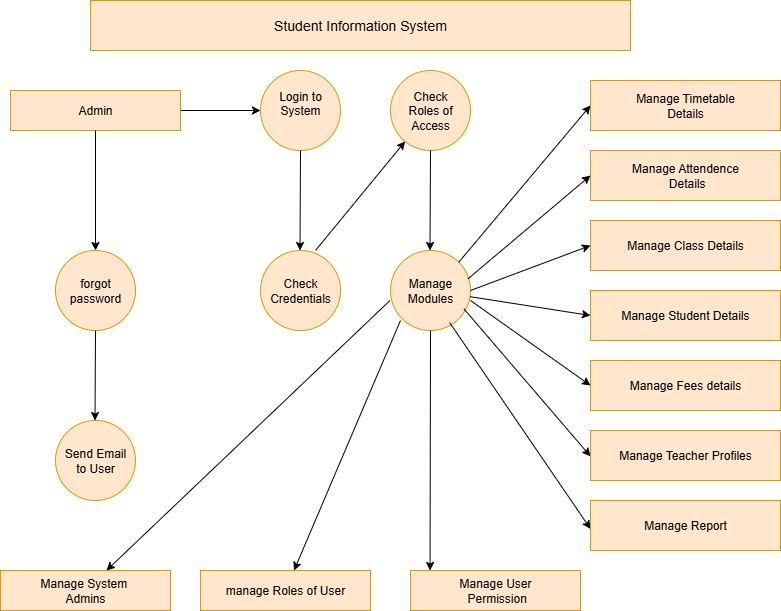 Student Information System
Admin
Login to
System
Check
Roles of
Access
Manage Timetable
Details
Manage Attendence
Details
Manage Class Details
forgot
password
Check
Credentials
Manage
Modules
Manage Student Details
Manage Fees details
Send Email
to User
Manage Teacher Profiles
Manage Report
Manage System
Admins
manage Roles of User
Manage User
Permission